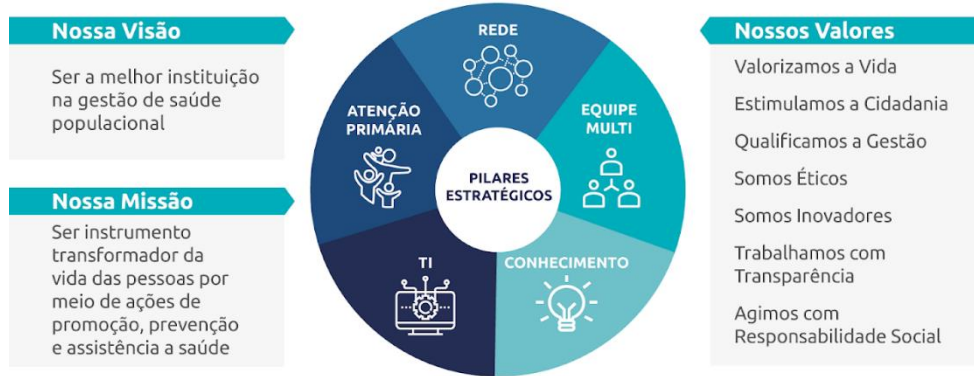 Nossa Visão
Ser a melhor instituição
na gestão de saúde
populacional
Nossa Missão
Ser instrumento
transformador da
vida das pessoas por
meio de ações de
promoção, prevenção
e assistência a saúde
REDE
ATENÇÃO
PRIMÁRIA
EQUIPE
MULTI
PILARES
ESTRATÉGICOS
TI
CONHECIMENTO
Nossos Valores
Valorizamos a Vida
Estimulamos a Cidadania
Qualificamos a Gestão
Somos Éticos
Somos Inovadores
Trabalhamos com
Transparência
Agimos com
Responsabilidade Social